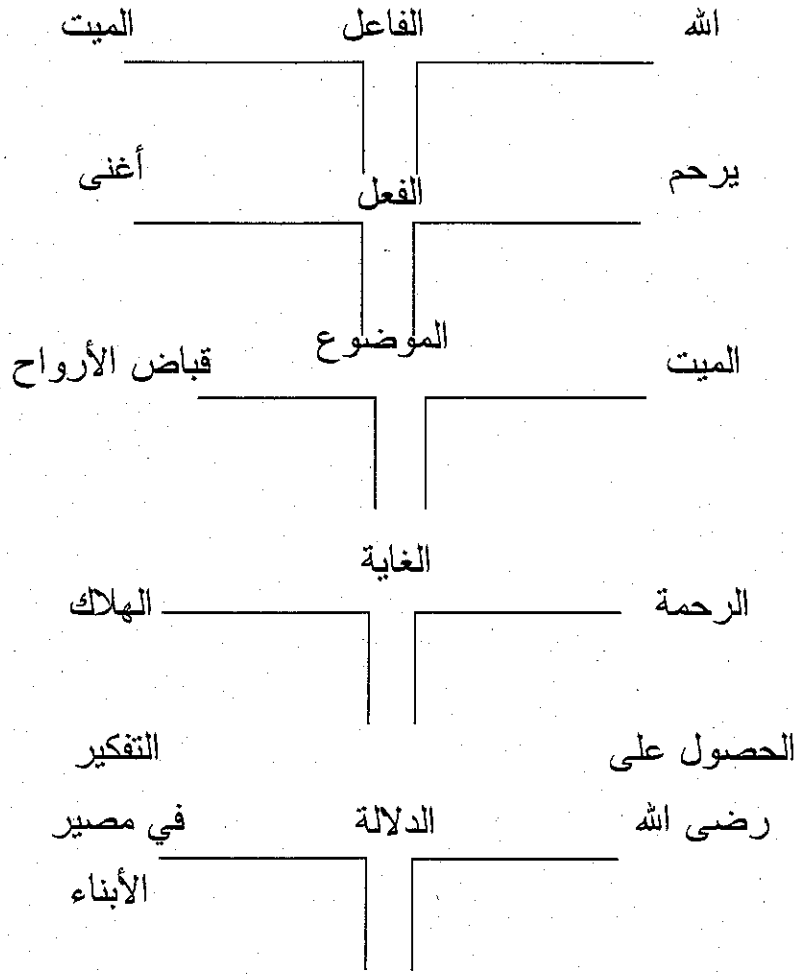 الله الفاعل الميت
يرحم الفعل أغنى
الميت الموضوع قباض الأرواح
الغاية
الرحمة الهلاك
الحصول على التفكير
رضى الله الدلالة في مصير
الأبناء